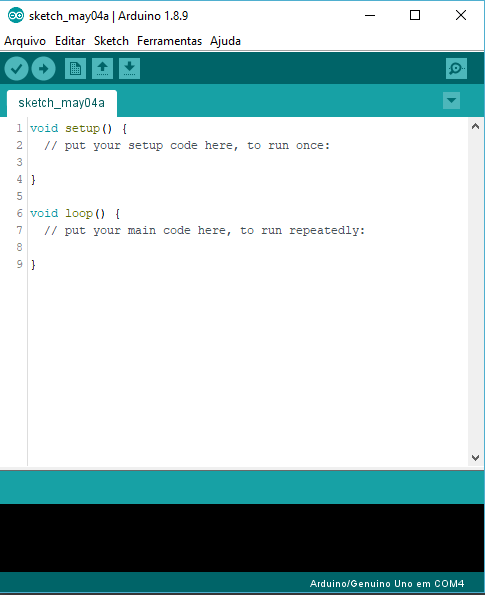 sketch_may04a | Arduino 1.8.9
Arquivo Editar Sketch Ferramentas Ajuda
sketch_may04a
1 void setup() {
2 // put your setup code here, to run once:
3
4 }
5
6 void loop() {
7 // put your main code here, to run repeatedly:
8
9 }
Arduino/Genuino Uno em COM4